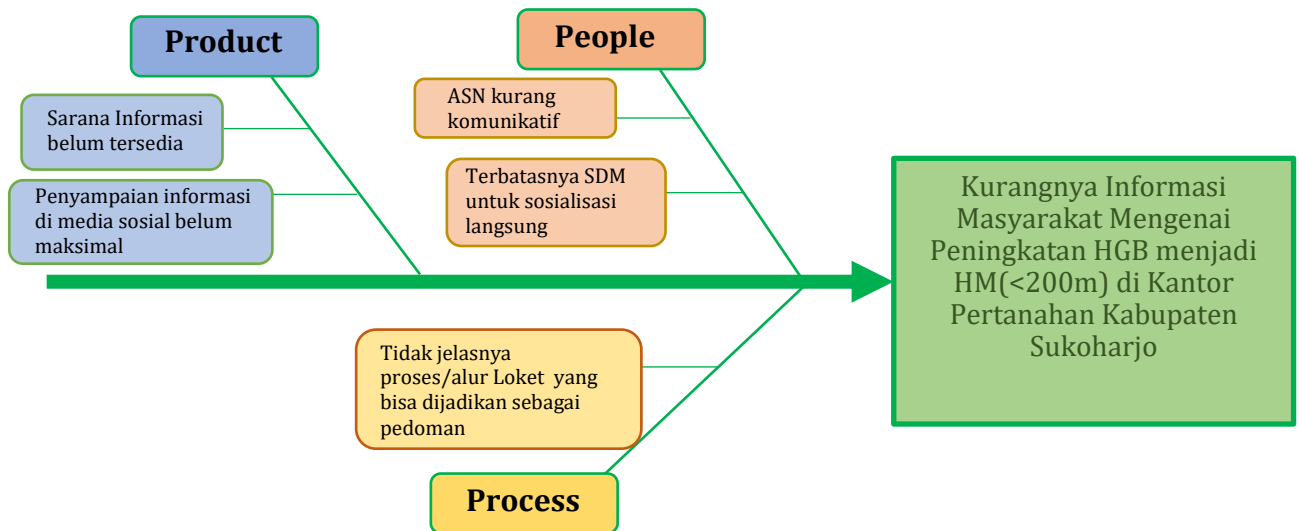 Product
People
Sarana Informasi
belum tersedia
Penyampaian informasi
di media sosial belum
maksimal
ASN kurang
komunikatif
Terbatasnya SDM
untuk sosialisasi
langsung
Kurangnya Informasi
Masyarakat Mengenai
Peningkatan HGB menjadi
HM(<200m) di Kantor
Pertanahan Kabupaten
Sukoharjo
Tidak jelasnya
proses/alur Loket yang
bisa dijadikan sebagai
pedoman
Process